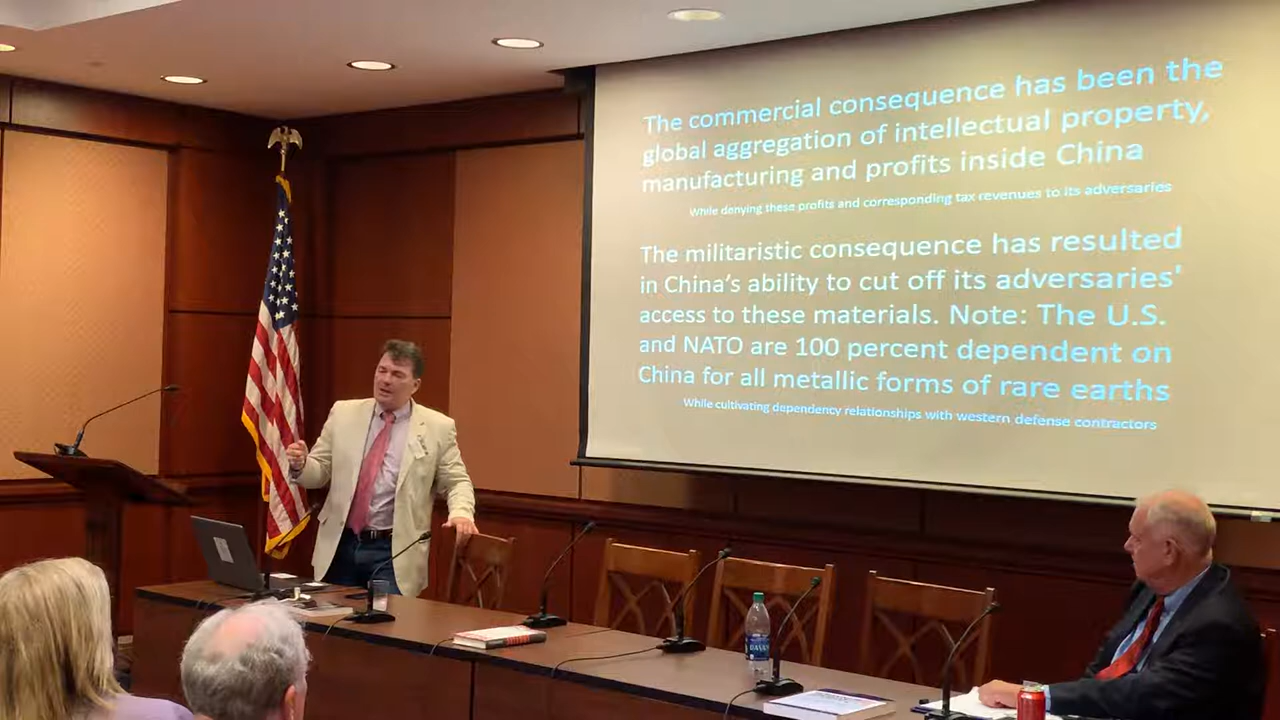 The commercial consequence has been the
global aggregation of intellectual property,
manufacturing and profits inside China
While denying these profits and corresponding tax revenues to its adversaries
The militaristic consequence has resulted
in China's ability to cut off its adversaries'
access to these materials. Note: The U.S.
and NATO are 100 percent dependent on
China for all metallic forms of rare earths
While cultivating dependency relationships with western defense contractors
DASANI